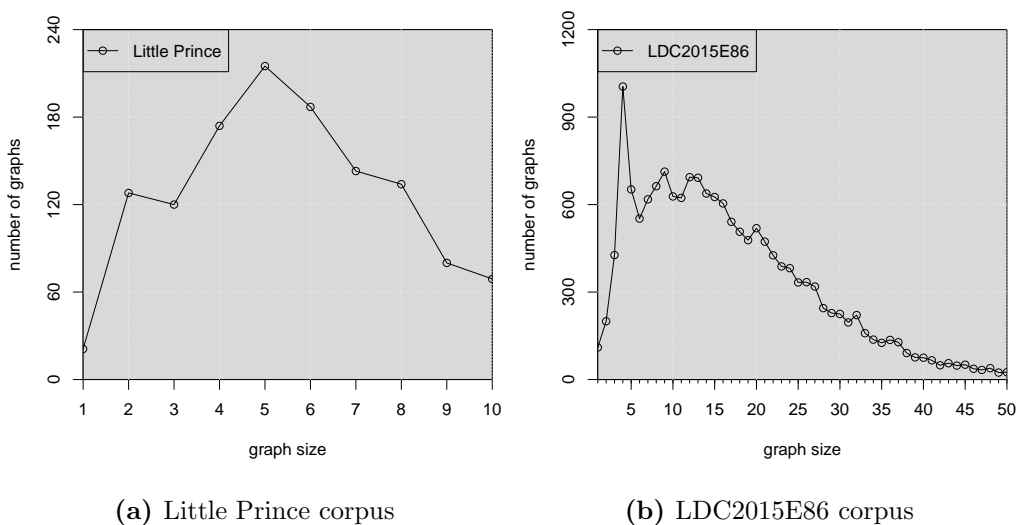 Little Prince
240
180
120
60
0
number of graphs
1 2 3 4 5 6 7 8 9 10
graph size
(a) Little Prince corpus
LDC2015E86
1200
900
600
300
0
number of graphs
5 10 15 20 25 30 35 40 45 50
graph size
(b) LDC2015E86 corpus